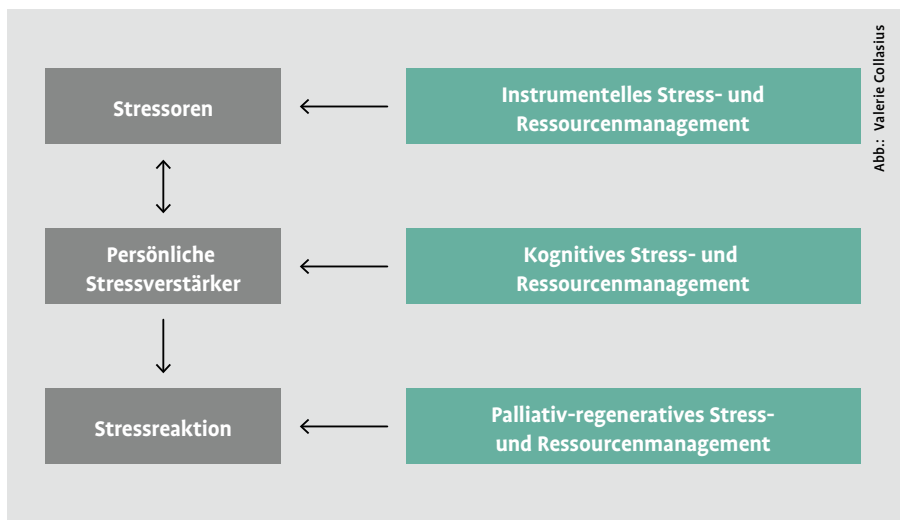 Stressoren
Instrumentelles Stress- und
Ressourcenmanagement
Persönliche
Stressverstärker
Kognitives Stress- und
Ressourcenmanagement
Stressreaktion
Palliativ-regeneratives Stress-
und Ressourcenmanagement
Abb.: Valerie Collasius